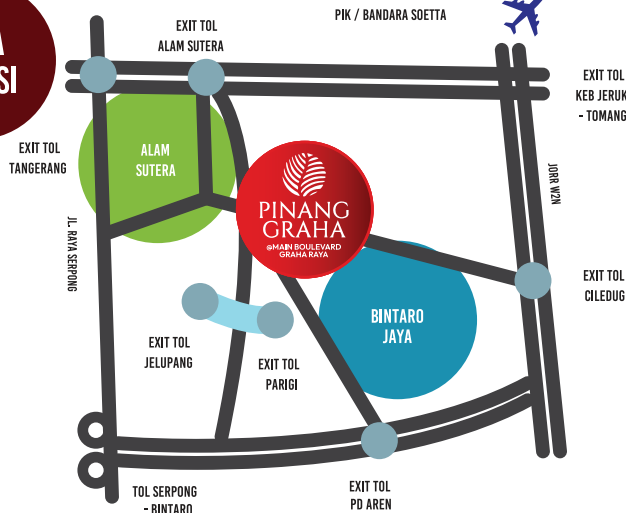 A
SI
PIK / BANDARA SOETTA
EXIT TOL
ALAM SUTERA
EXIT TOL
KEB JERUK
- TOMANG
EXIT TOL
TANGERANG
ALAM
SUTERA
PINANG
GRAHA
@MAIN BOULEVARD
GRAHA RAYA
JORR W2N
JL. RAYA SERPONG
EXIT TOL
CILEDUG
BINTARO
JAYA
EXIT TOL
JELUPANG
EXIT TOL
PARIGI
TOL SERPONG
- BINTARO
EXIT TOL
PD AREN